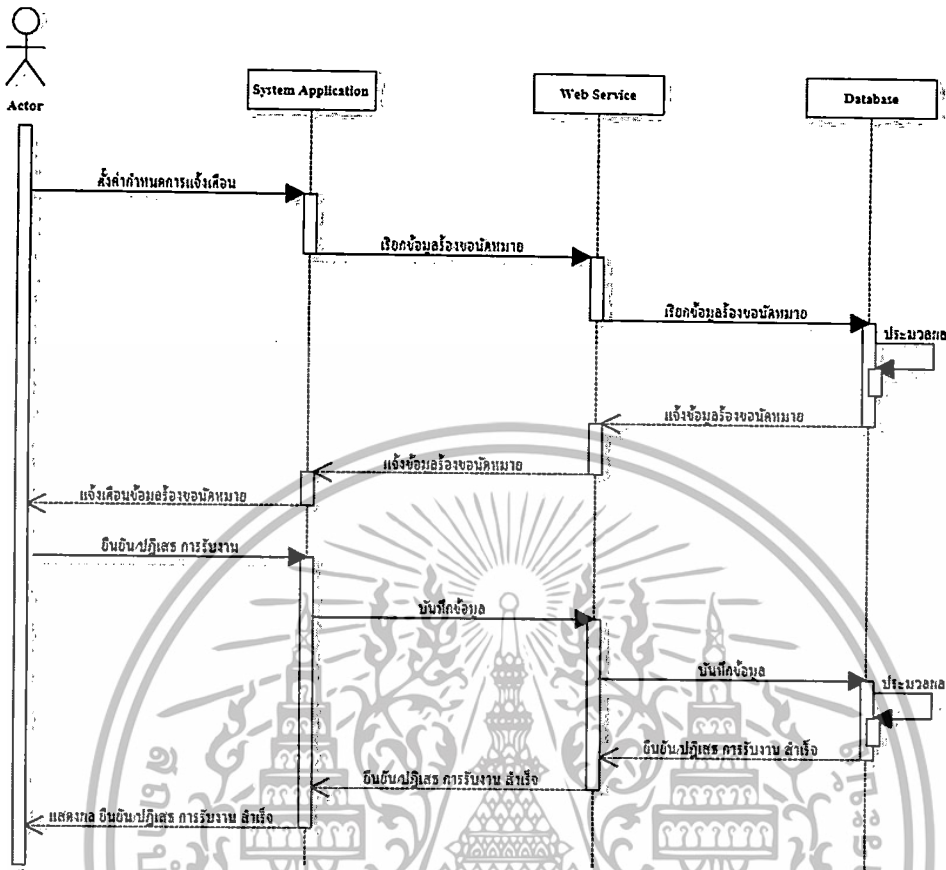 Actor
System Application
Web Service
Database
ตั้งค่ากำหนดการแจ้งเตือน
เรียกข้อมูลร้องขอนัดหมาย
เรียกข้อมูลร้องขอนัดหมาย
ประมวลผล
แจ้งข้อมูลร้องขอนัดหมาย
แจ้งข้อมูลร้องขอนัดหมาย
แจ้งเตือนข้อมูลร้องขอนัดหมาย
ยืนยัน/ปฏิเสธ การรับงาน
บันทึกข้อมูล
บันทึกข้อมูล
ประมวลผล
ยืนยัน/ปฏิเสธ การรับงาน สำเร็จ
ยืนยัน/ปฏิเสธ การรับงาน สำเร็จ
แสดงผล ยืนยัน/ปฏิเสธ การรับงาน สำเร็จ